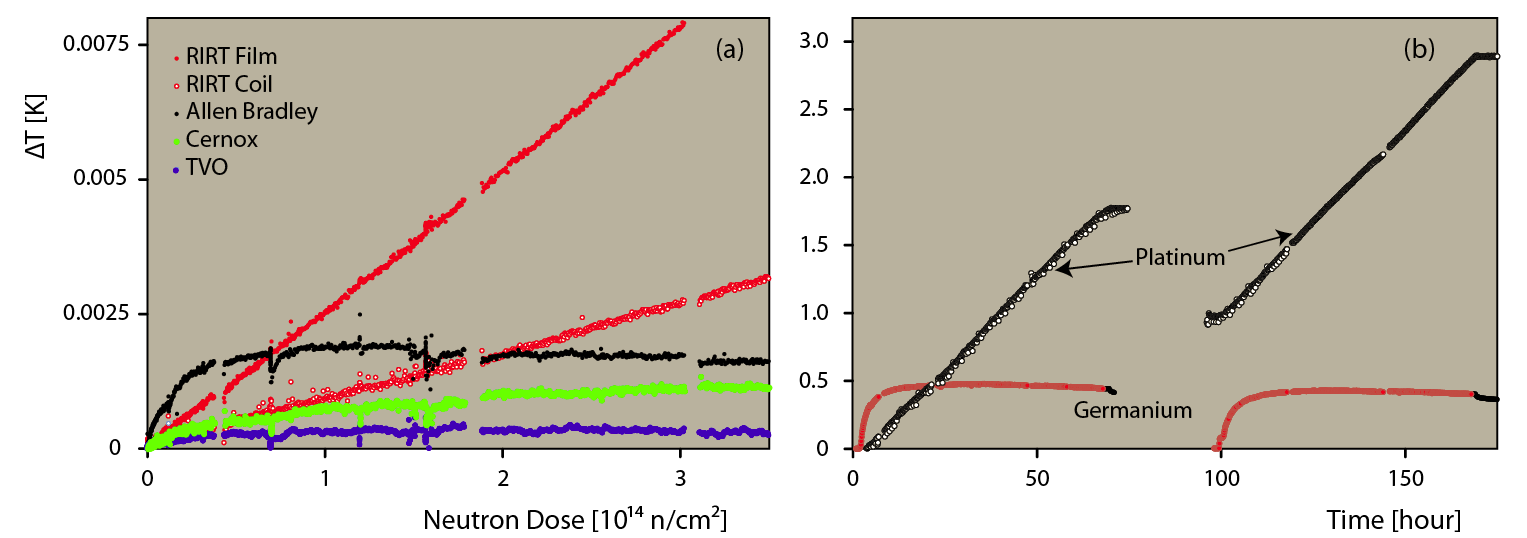 (a)
RIRT Film
RIRT Coil
Allen Bradley
Cernox
TVO
ΔT [K]
0.0075
0.005
0.0025
0
0 1 2 3
Neutron Dose [10¹⁴ n/cm²]
(b)
3.0
2.5
2.0
1.5
1.0
0.5
0
Platinum
Germanium
0 50 100 150
Time [hour]